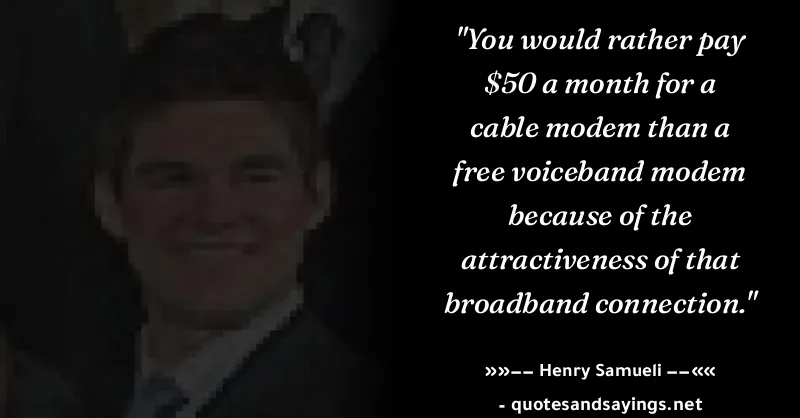 "You would rather pay
$50 a month for a
cable modem than a
free voiceband modem
because of the
attractiveness of that
broadband connection."
»»−− Henry Samueli −−««
- quotesandsayings.net